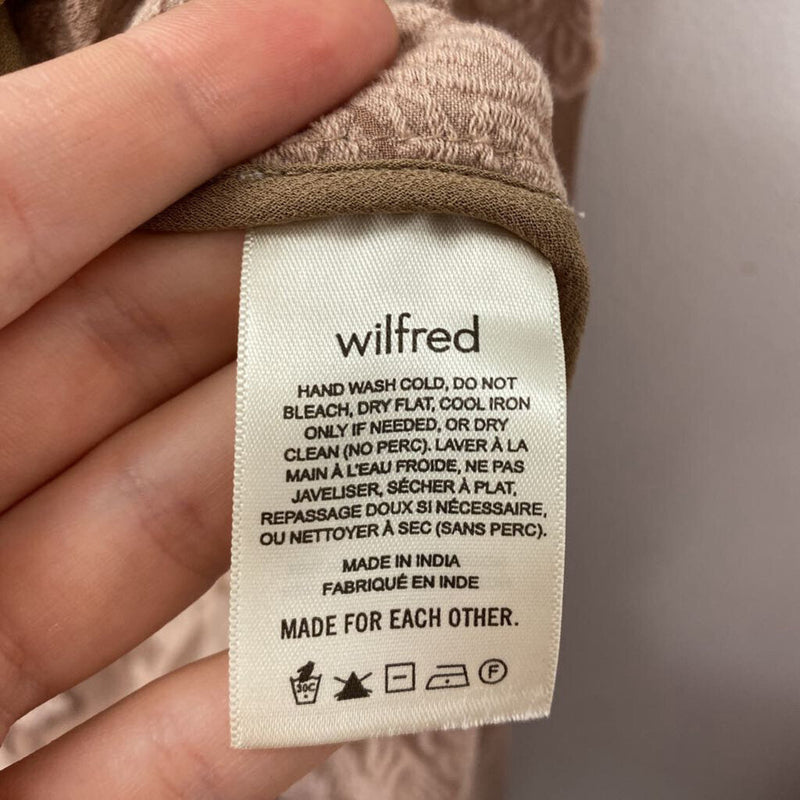 wilfred
HAND WASH COLD, DO NOT
BLEACH, DRY FLAT, COOL IRON
ONLY IF NEEDED, OR DRY
CLEAN (NO PERC). LAVER À LA
MAIN À L'EAU FROIDE, NE PAS
JAVELISER, SÉCHER À PLAT,
REPASSAGE DOUX SI NÉCESSAIRE,
OU NETTOYER À SEC (SANS PERC).
MADE IN INDIA
FABRIQUÉ EN INDE
MADE FOR EACH OTHER.
30C F